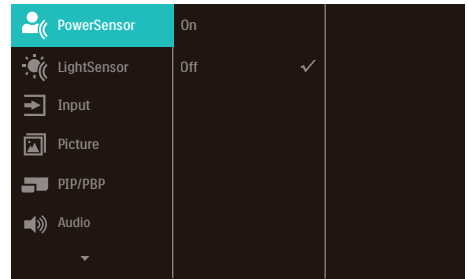 PowerSensor
On
LightSensor
Off
Input
Picture
PIP/PBP
Audio